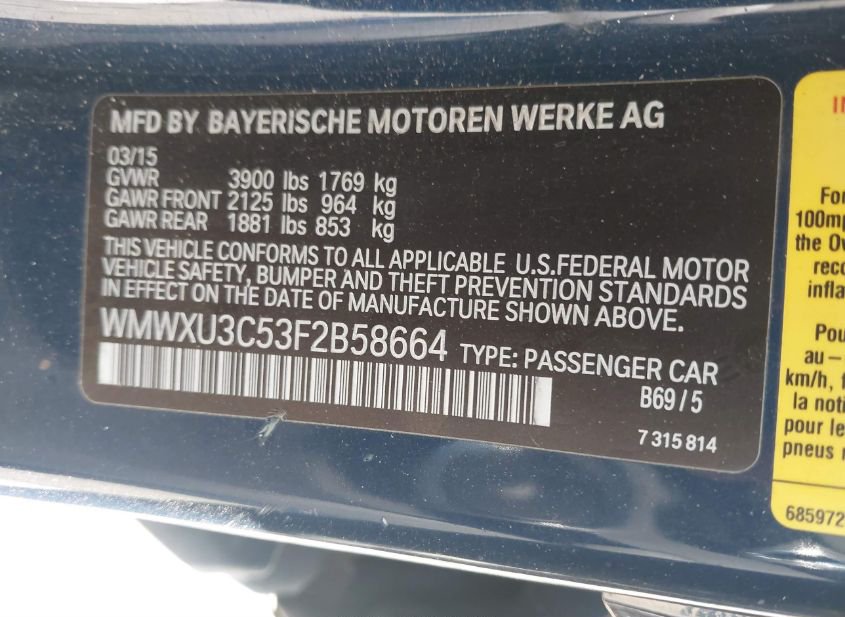 MFD BY BAYERISCHE MOTOREN WERKE AG
03/15
GVWR 3900 lbs 1769 kg
GAWR FRONT 2125 lbs 964 kg
GAWR REAR 1881 lbs 853 kg
THIS VEHICLE CONFORMS TO ALL APPLICABLE U.S.FEDERAL MOTOR
VEHICLE SAFETY, BUMPER AND THEFT PREVENTION STANDARDS
IN EFFECT ON THE DATE OF MANUFACTURE SHOWN ABOVE.
WMWXU3C53F2B58664 TYPE: PASSENGER CAR
B69/5
7 315 814
For
100mp
the Ow
reco
infla
Pou
au –
km/h, f
la noti
pour le
pneus
685972